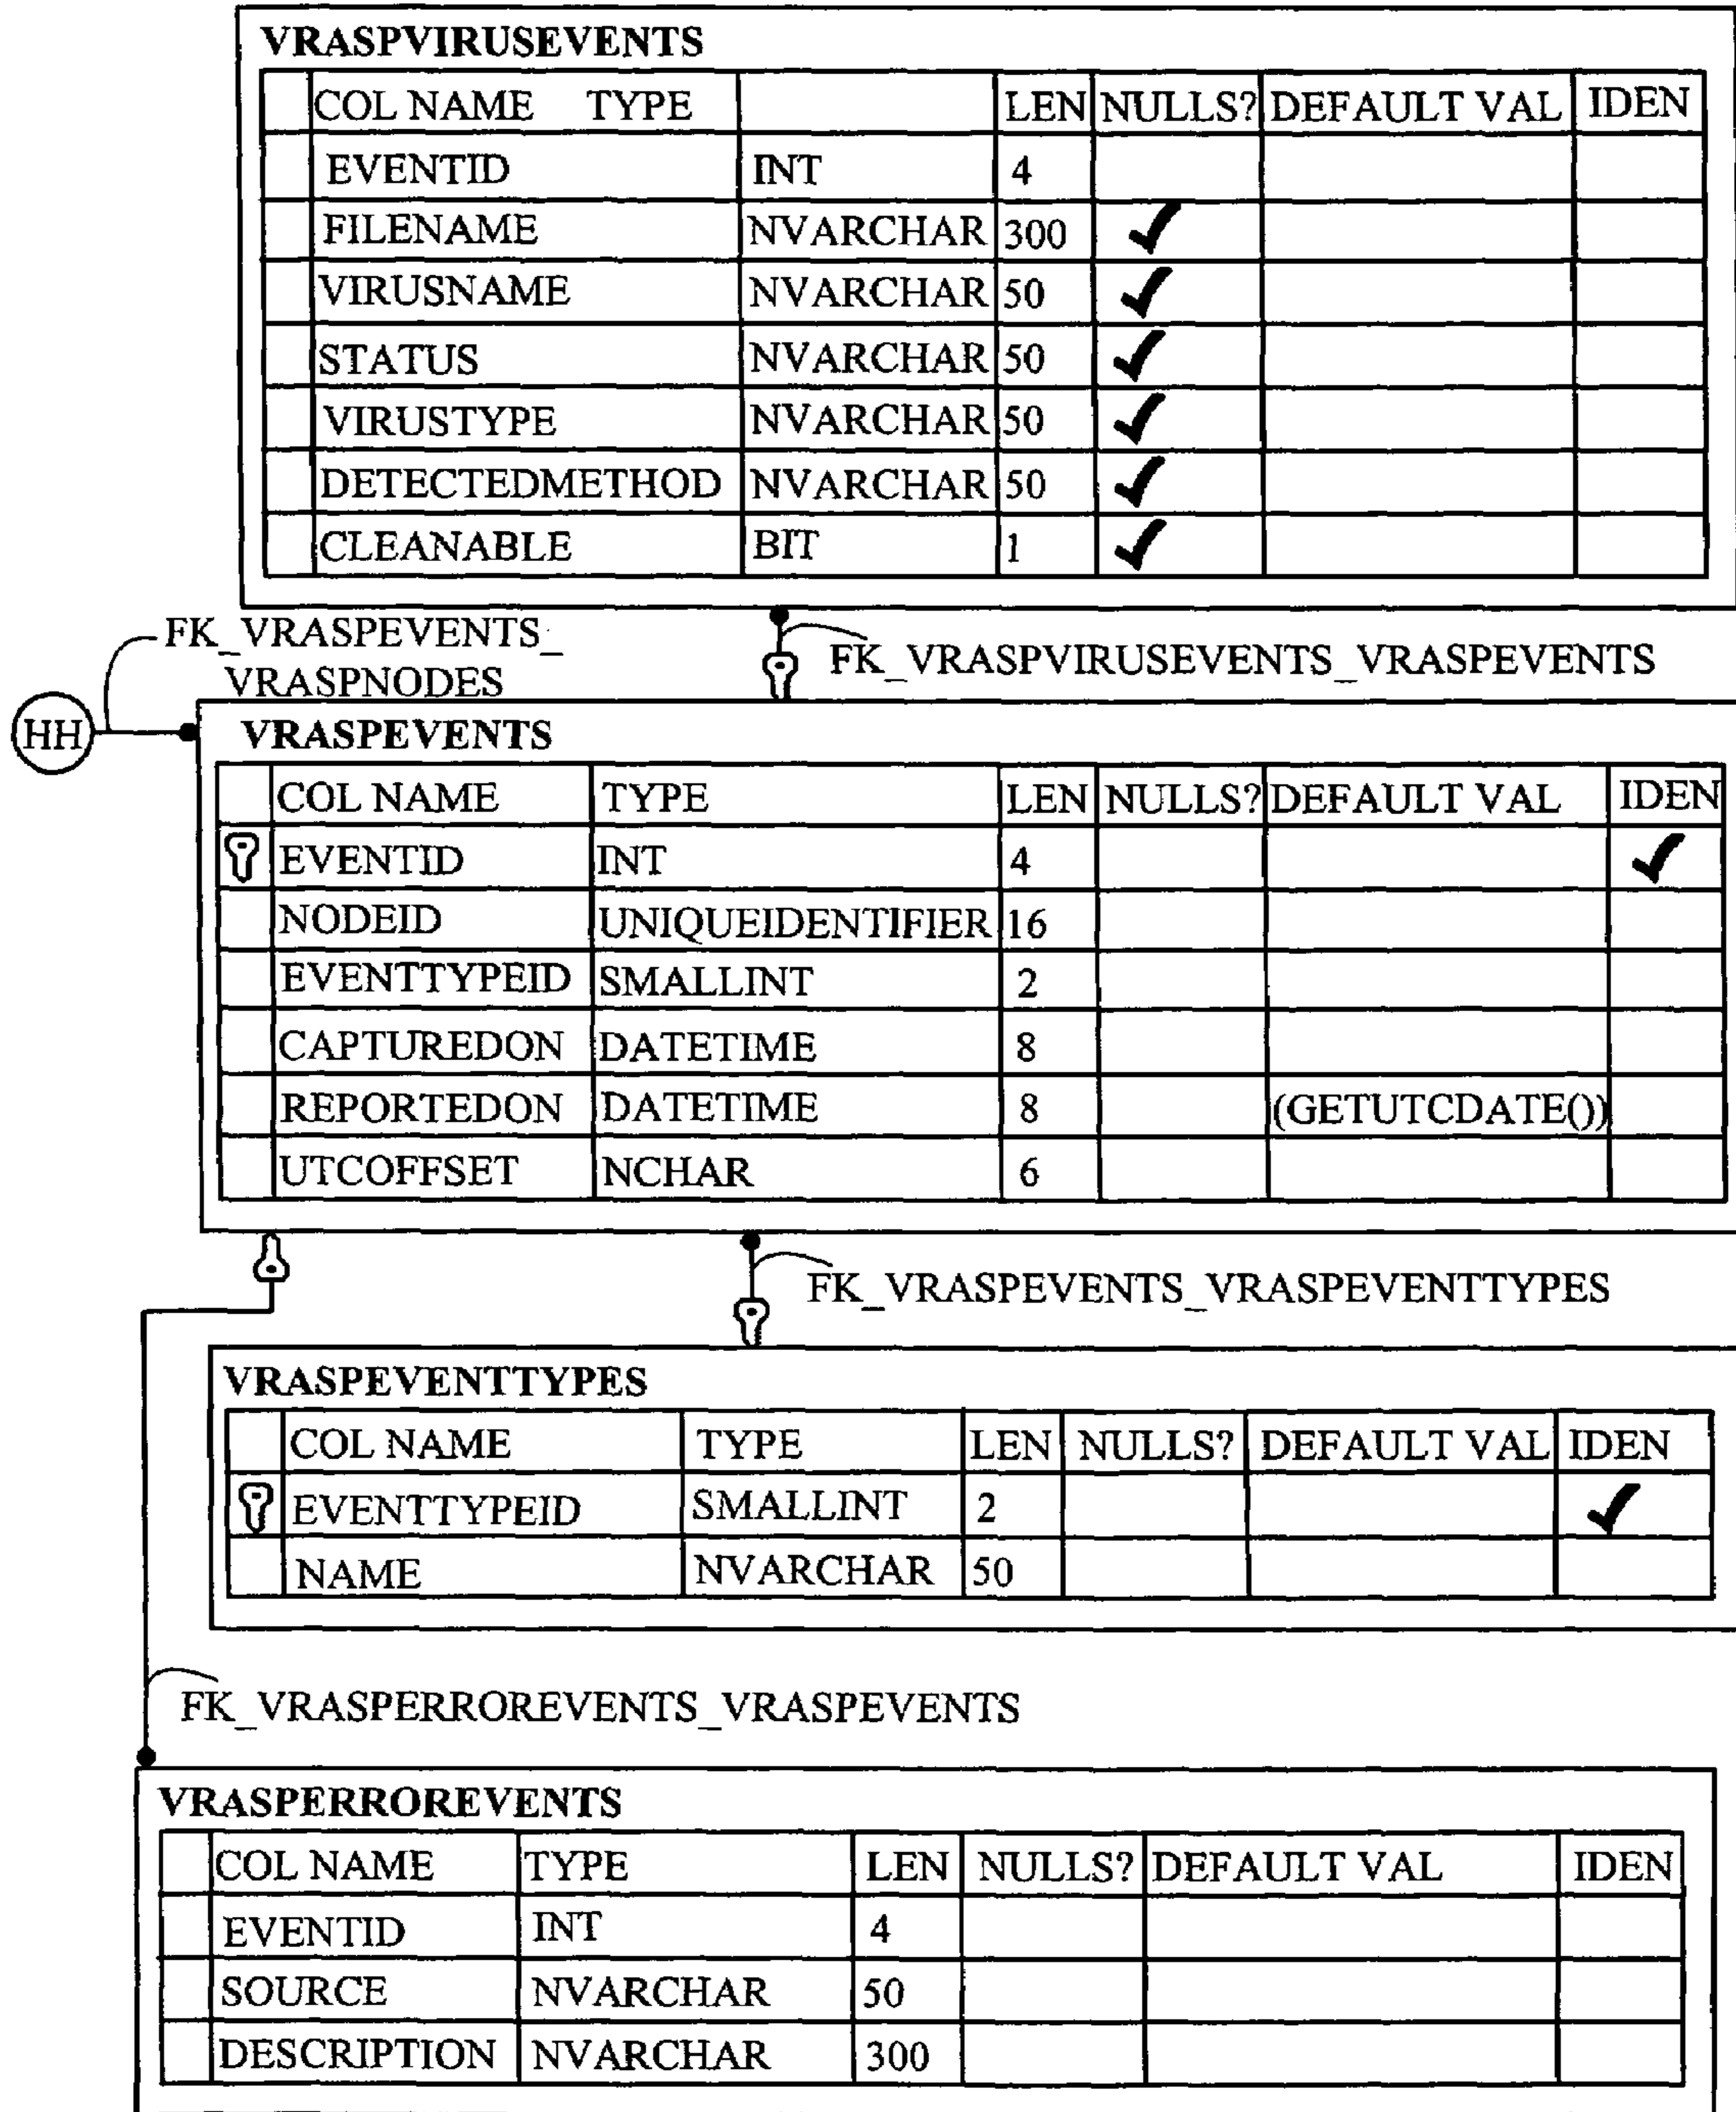 VRASPVIRUSEVENTS
COL NAME TYPE LEN NULLS? DEFAULT VAL IDEN
EVENTID INT 4
FILENAME NVARCHAR 300
VIRUSNAME NVARCHAR 50
STATUS NVARCHAR 50
VIRUSTYPE NVARCHAR 50
DETECTEDMETHOD NVARCHAR 50
CLEANABLE BIT 1
FK_VRASPEVENTS_
VRASPNODES
FK_VRASPVIRUSEVENTS_VRASPEVENTS
HH
VRASPEVENTS
COL NAME TYPE LEN NULLS? DEFAULT VAL IDEN
EVENTID INT 4
NODEID UNIQUEIDENTIFIER 16
EVENTTYPEID SMALLINT 2
CAPTUREDON DATETIME 8
REPORTEDON DATETIME 8 (GETUTCDATE())
UTCOFFSET NCHAR 6
FK_VRASPEVENTS_VRASPEVENTTYPES
VRASPEVENTTYPES
COL NAME TYPE LEN NULLS? DEFAULT VAL IDEN
EVENTTYPEID SMALLINT 2
NAME NVARCHAR 50
FK_VRASPERROREVENTS_VRASPEVENTS
VRASPERROREVENTS
COL NAME TYPE LEN NULLS? DEFAULT VAL IDEN
EVENTID INT 4
SOURCE NVARCHAR 50
DESCRIPTION NVARCHAR 300